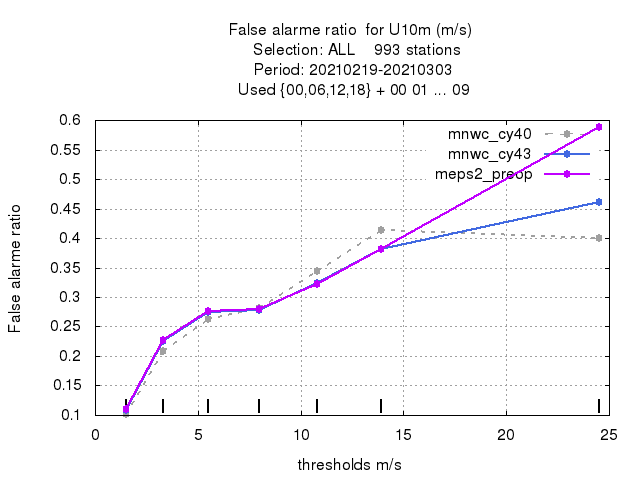 False alarme ratio  for U10m (m/s)
Selection: ALL    993 stations
Period: 20210219-20210303
Used {00,06,12,18} + 00 01 ... 09
mnwc_cy40
mnwc_cy43
meps2_preop
False alarme ratio
0.6
0.55
0.5
0.45
0.4
0.35
0.3
0.25
0.2
0.15
0.1
0 5 10 15 20 25
thresholds m/s